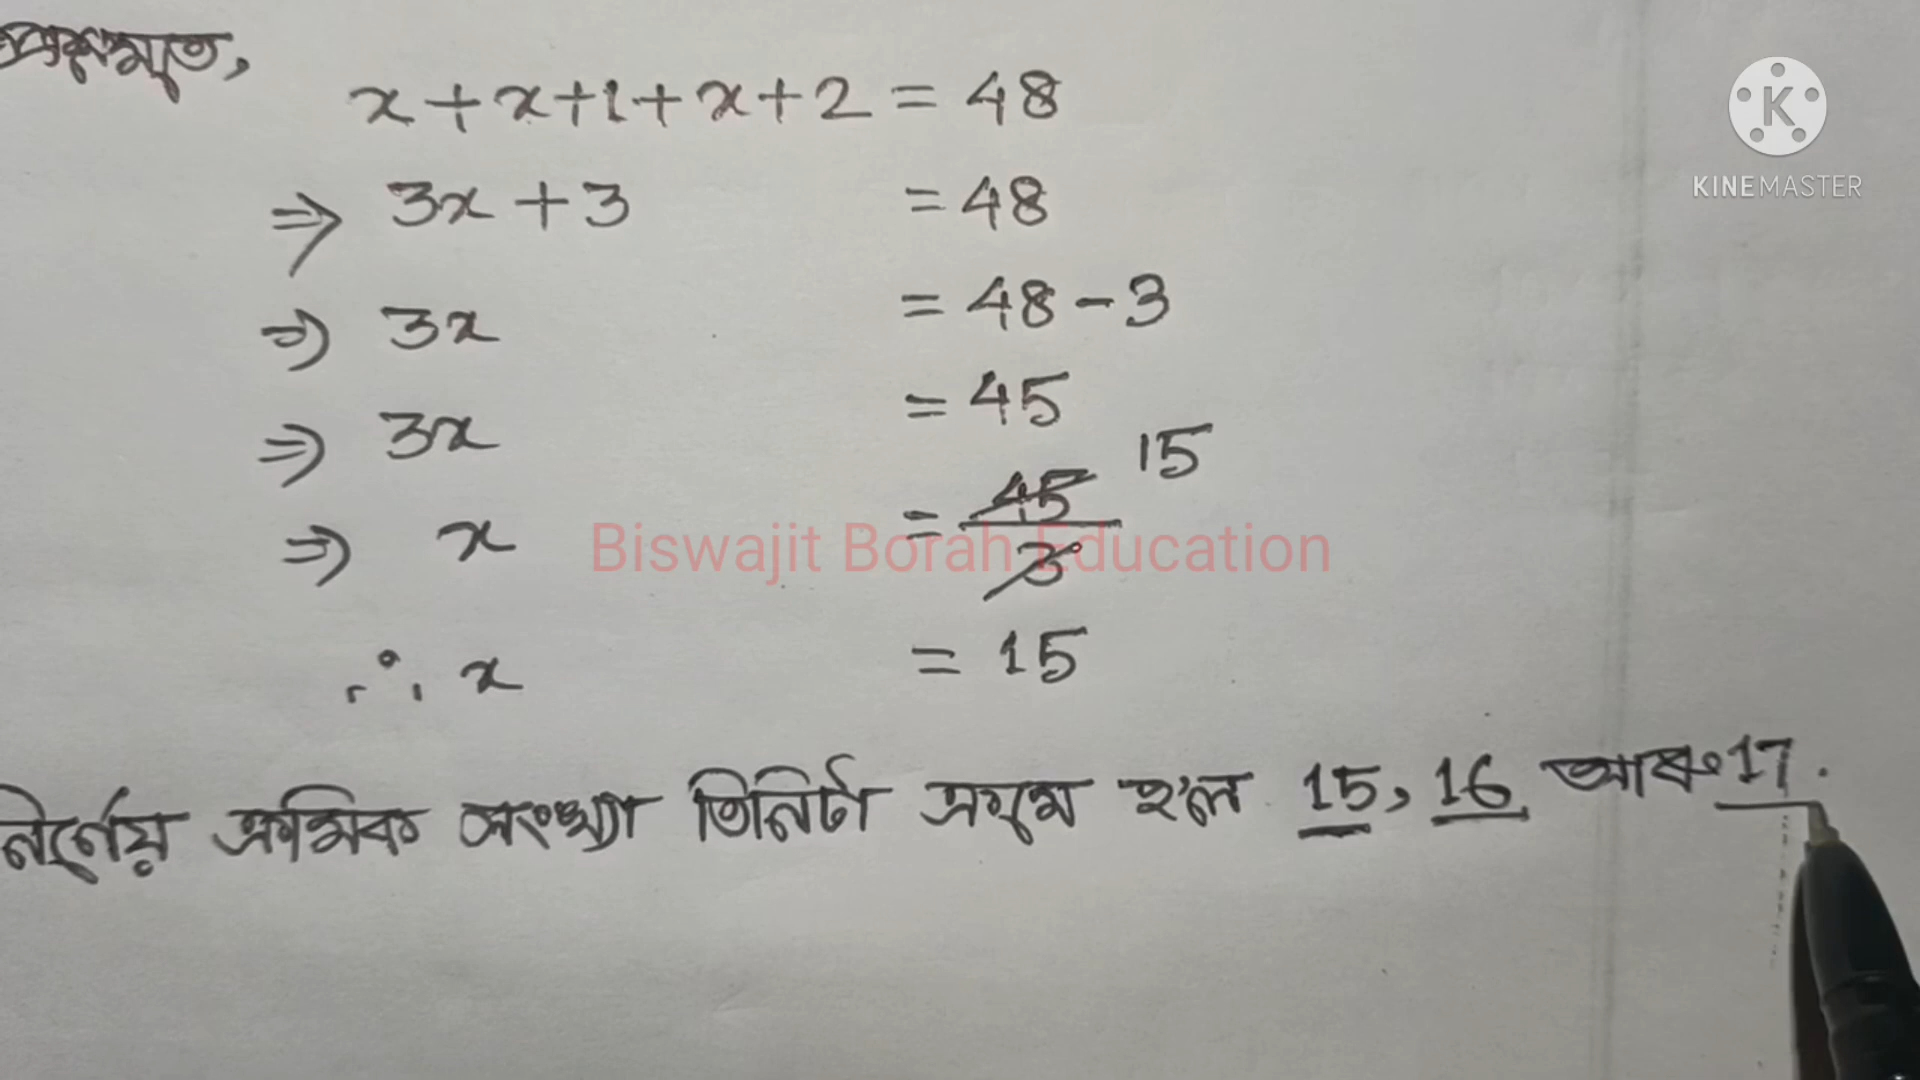 প্ৰশ্নমতে,
x + x + 1 + x + 2 = 48
⇒ 3x + 3 = 48
⇒ 3x = 48 - 3
⇒ 3x = 45
⇒ x = 45/3 15
∴ x = 15
নিৰ্ণেয় ক্ৰমিক সংখ্যা তিনিটা ক্ৰমে হ'ল 15, 16 আৰু 17.
K
KINEMASTER
Biswajit Borah Education